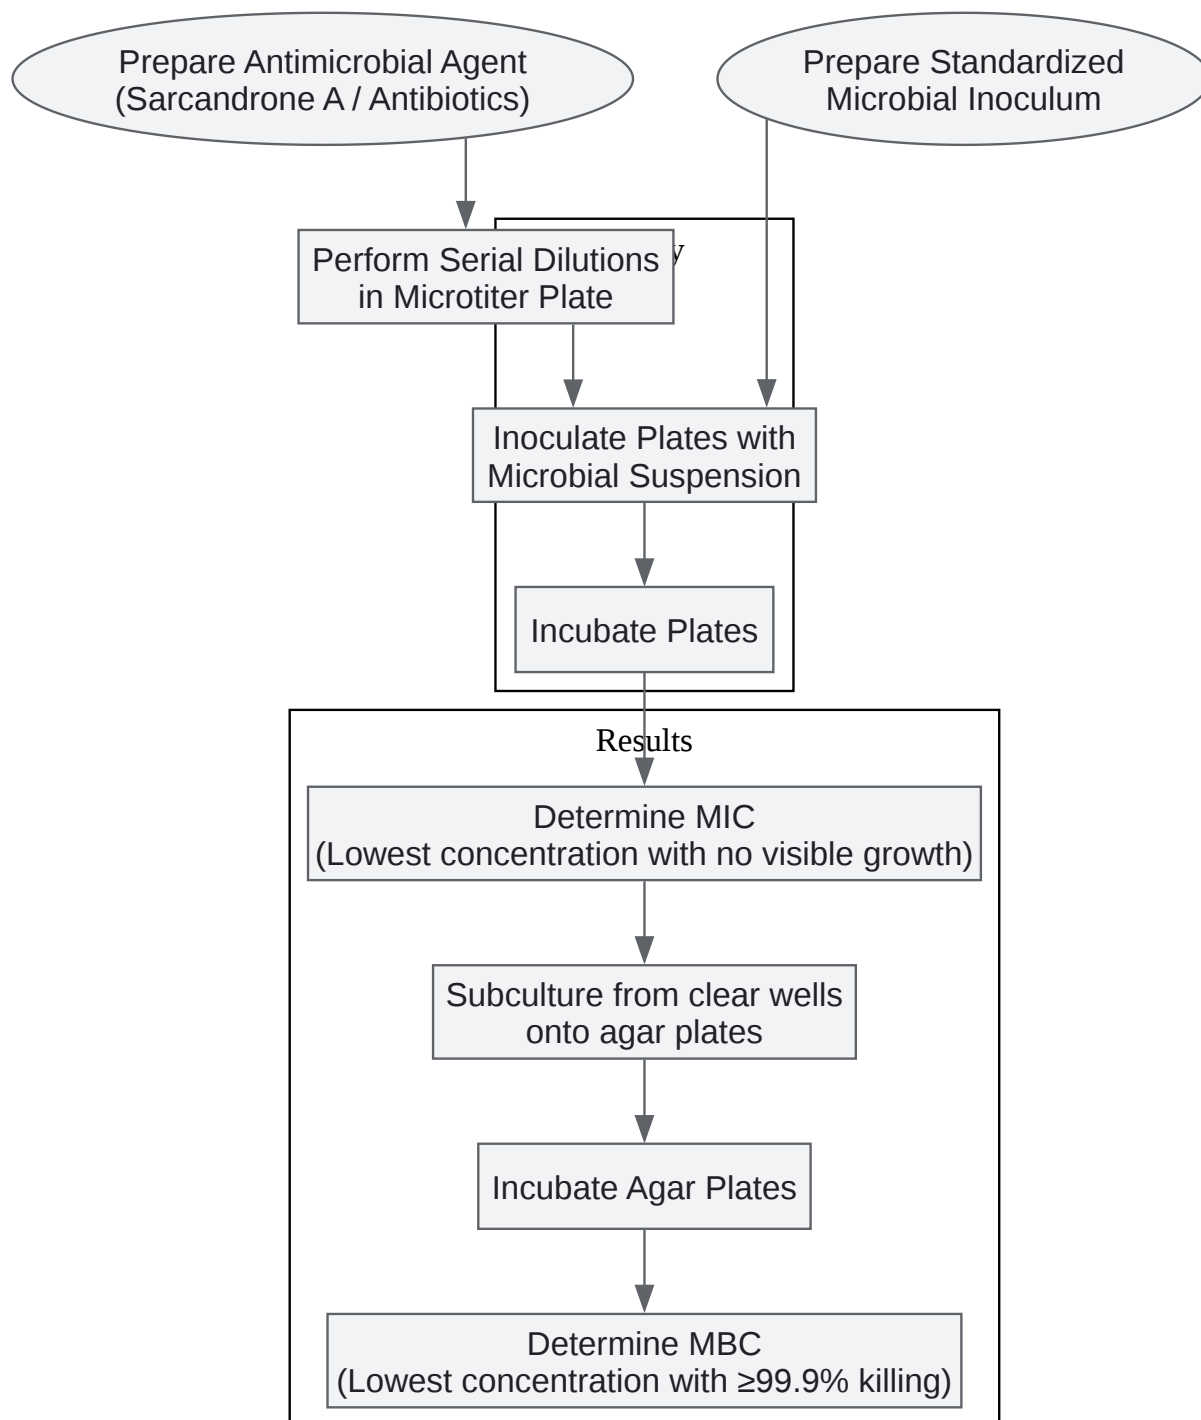 Prepare Antimicrobial Agent
(Sarcandrone A / Antibiotics)
Prepare Standardized
Microbial Inoculum
Perform Serial Dilutions
in Microtiter Plate
Inoculate Plates with
Microbial Suspension
Incubate Plates
Results
Determine MIC
(Lowest concentration with no visible growth)
Subculture from clear wells
onto agar plates
Incubate Agar Plates
Determine MBC
(Lowest concentration with ≥99.9% killing)